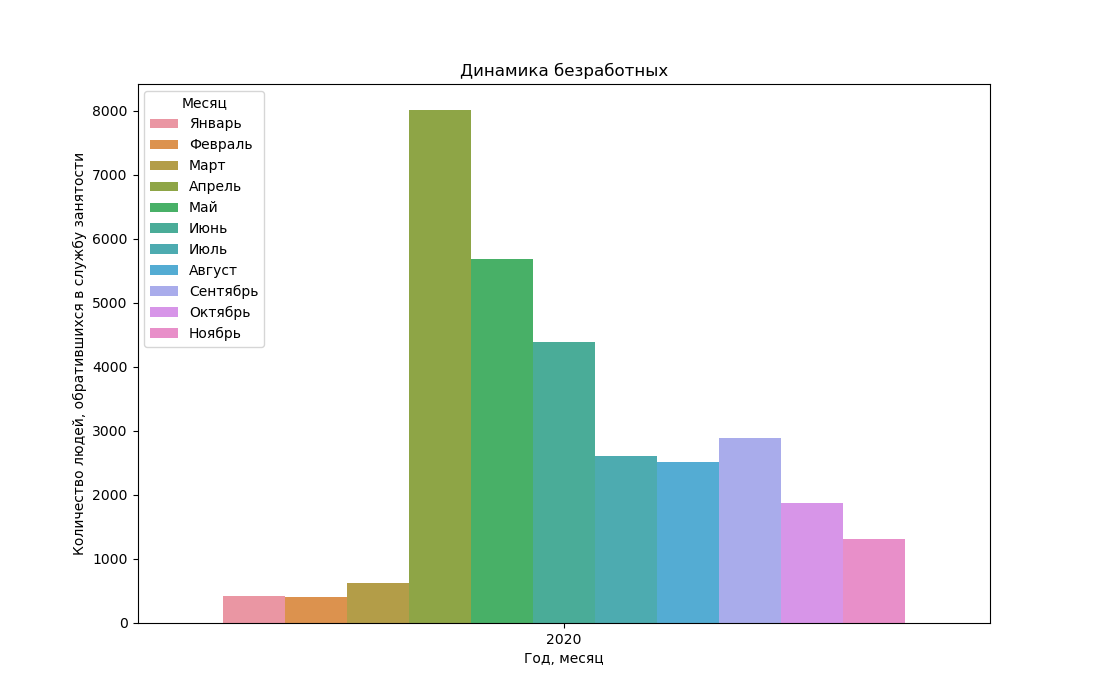 Динамика безработных
Месяц
Январь
Февраль
Март
Апрель
Май
Июнь
Июль
Август
Сентябрь
Октябрь
Ноябрь
Количество людей, обратившихся в службу занятости
8000
7000
6000
5000
4000
3000
2000
1000
0
2020
Год, месяц